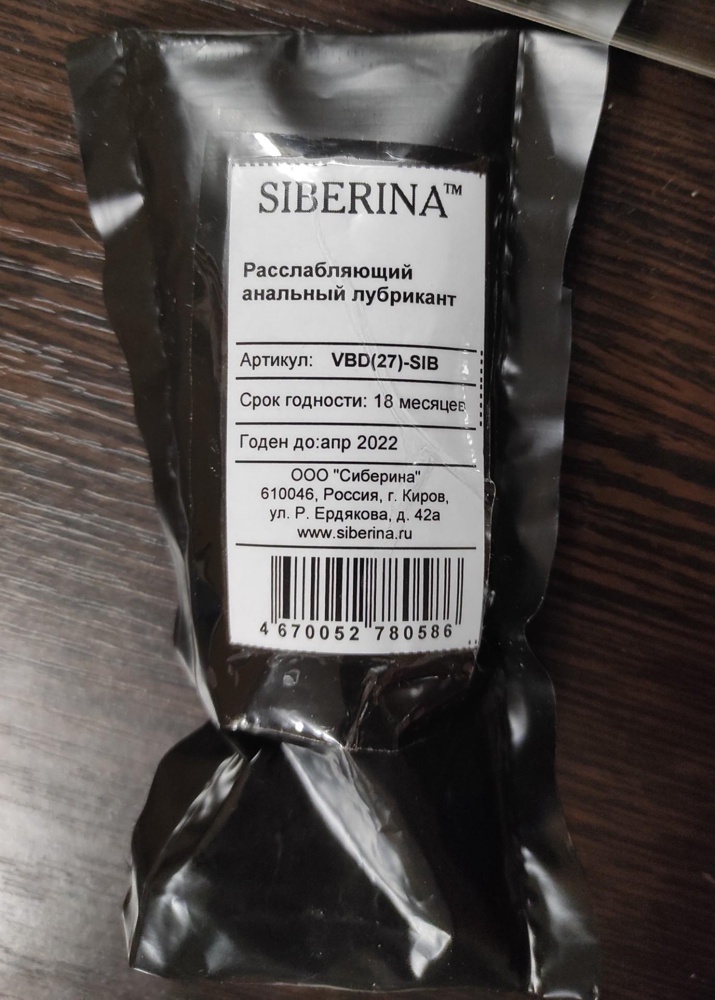 SIBERINA™
Расслабляющий
анальный лубрикант
Артикул: VBD(27)-SIB
Срок годности: 18 месяцев
Годен до:апр 2022
ООО "Сиберина"
610046, Россия, г. Киров,
ул. Р. Ердякова, д. 42а
www.siberina.ru
4 670052 780586